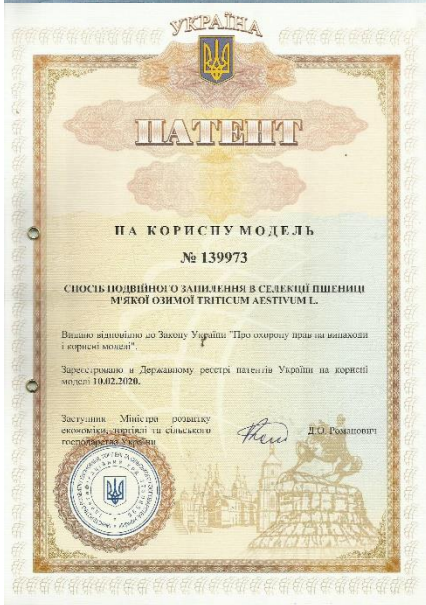 УКРАЇНА
ПАТЕНТ
НА КОРИСНУ МОДЕЛЬ
№ 139973
СПОСІБ ПОДВІЙНОГО ЗАПИЛЕННЯ В СЕЛЕКЦІЇ ПШЕНИЦІ
М'ЯКОЇ ОЗИМОЇ TRITICUM AESTIVUM L.
Видано відповідно до Закону України "Про охорону прав на винаходи
і корисні моделі".
Зареєстровано в Державному реєстрі патентів України на корисні
моделі 10.02.2020.
Заступник Міністра розвитку
економіки, торгівлі та сільського
господарства України
Д.О. Романович